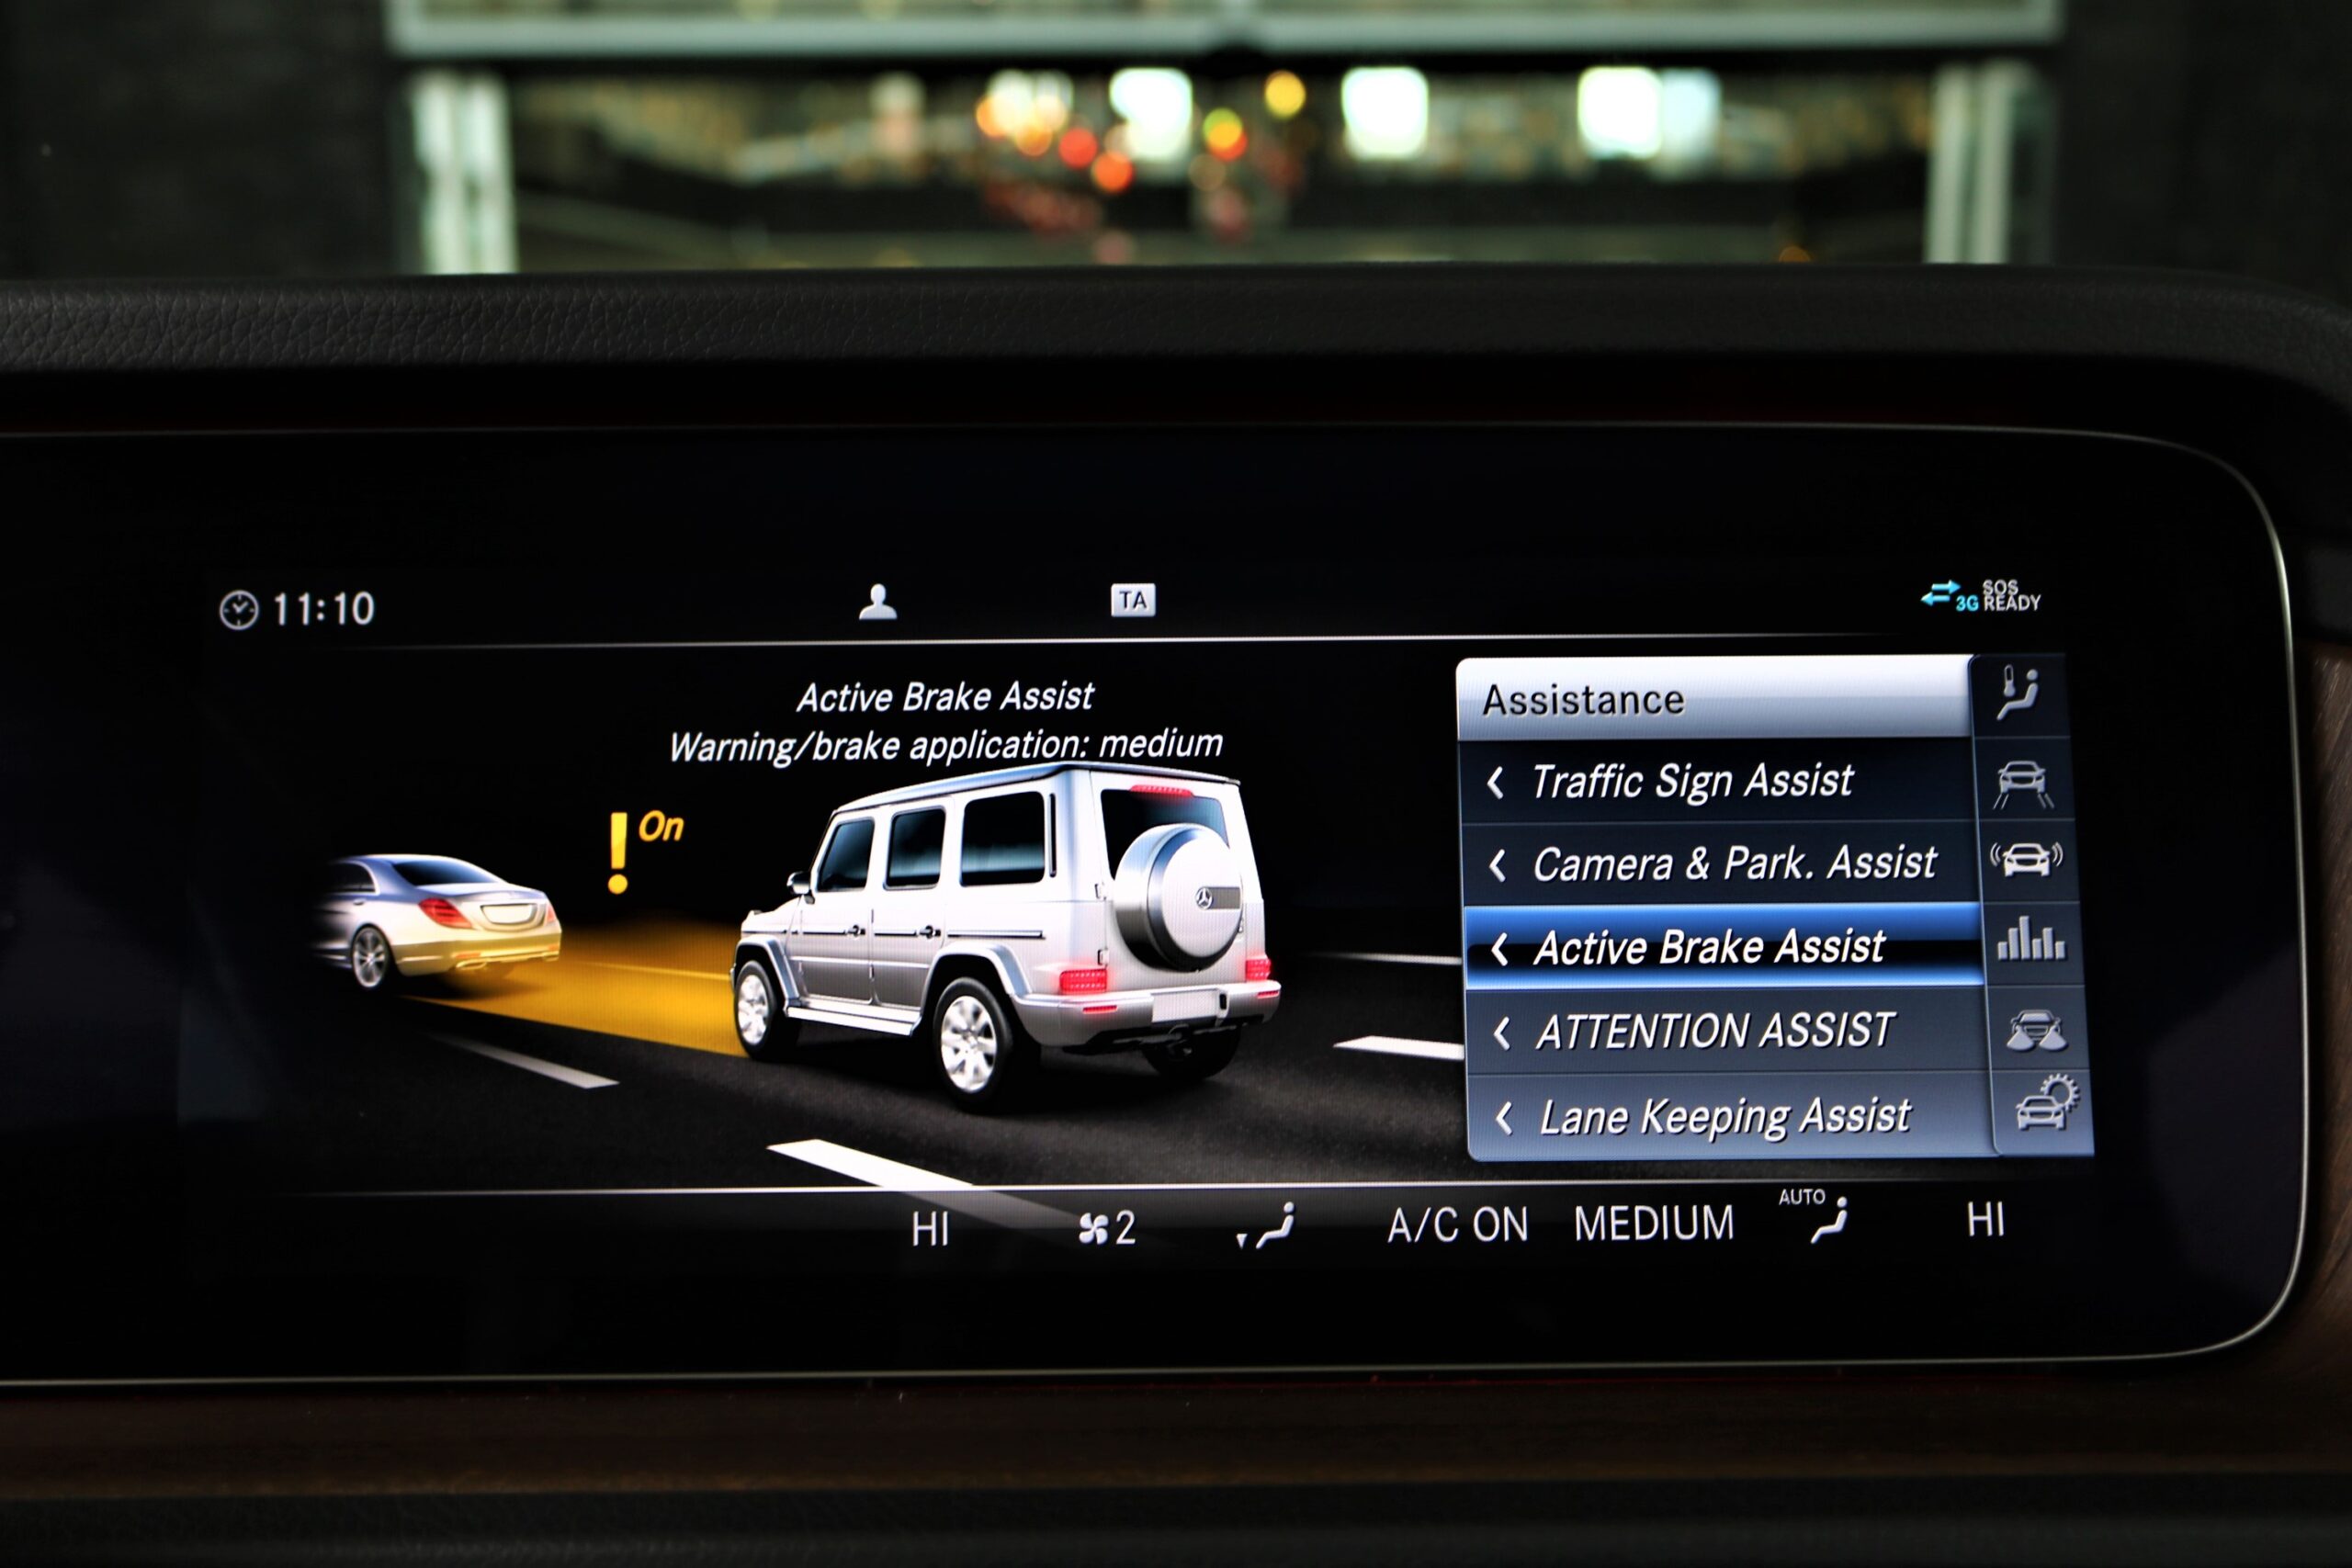 11:10
TA
3G SOS READY
Active Brake Assist
Warning/brake application: medium
On
Assistance
Traffic Sign Assist
Camera & Park. Assist
Active Brake Assist
ATTENTION ASSIST
Lane Keeping Assist
HI
2
A/C ON
MEDIUM
AUTO
HI